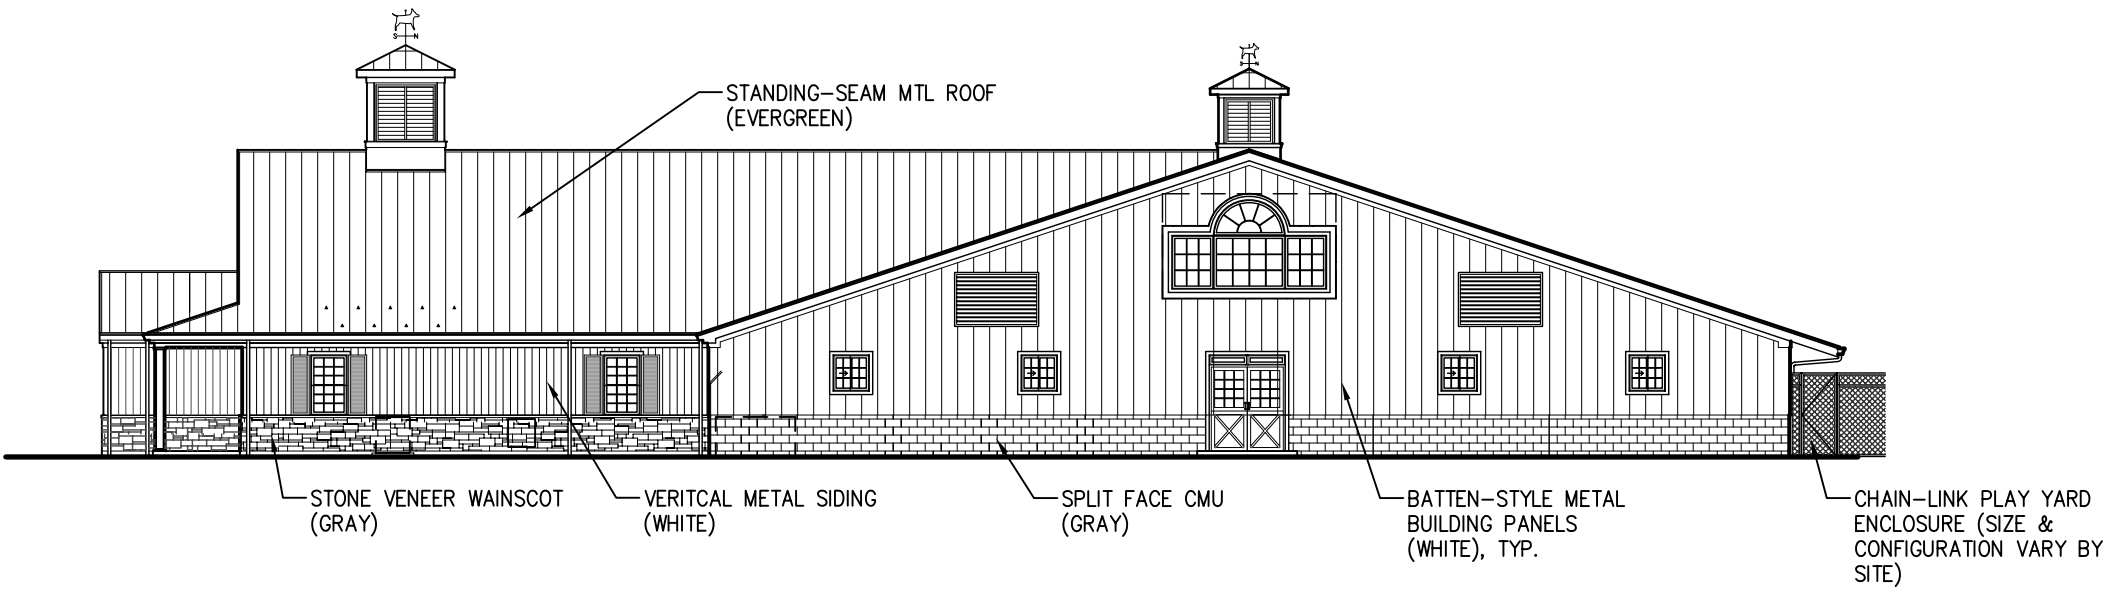 S N
S N
STANDING-SEAM MTL ROOF
(EVERGREEN)
STONE VENEER WAINSCOT
(GRAY)
VERITCAL METAL SIDING
(WHITE)
SPLIT FACE CMU
(GRAY)
BATTEN-STYLE METAL
BUILDING PANELS
(WHITE), TYP.
CHAIN-LINK PLAY YARD
ENCLOSURE (SIZE &
CONFIGURATION VARY BY
SITE)